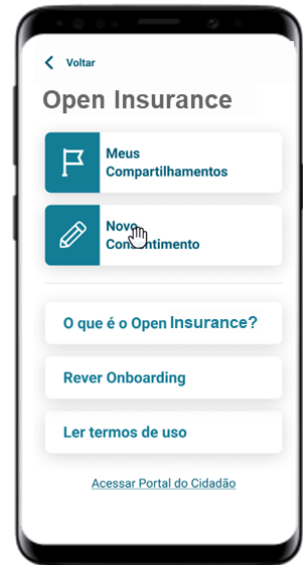 Voltar
Open Insurance
Meus
Compartilhamentos
Novo
Consentimento
O que é o Open Insurance?
Rever Onboarding
Ler termos de uso
Acessar Portal do Cidadão